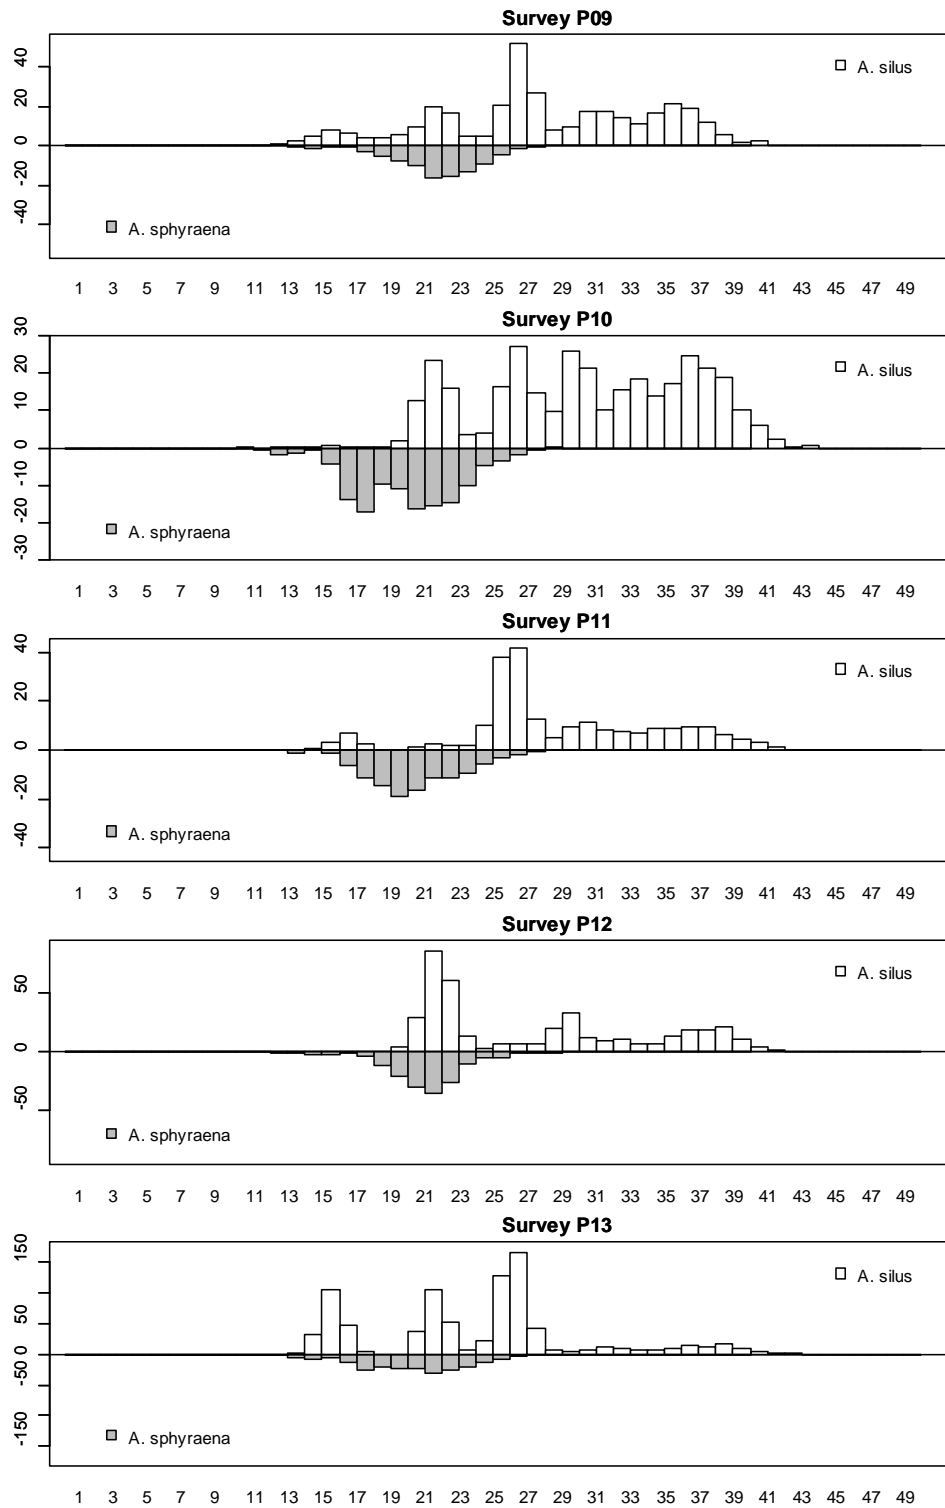 Survey P09
40
20
0
-20
-40
A. silus
A. sphyraena
1 3 5 7 9 11 13 15 17 19 21 23 25 27 29 31 33 35 37 39 41 43 45 47 49
Survey P10
30
20
10
0
-10
-20
-30
A. silus
A. sphyraena
1 3 5 7 9 11 13 15 17 19 21 23 25 27 29 31 33 35 37 39 41 43 45 47 49
Survey P11
40
20
0
-20
-40
A. silus
A. sphyraena
1 3 5 7 9 11 13 15 17 19 21 23 25 27 29 31 33 35 37 39 41 43 45 47 49
Survey P12
50
0
-50
A. silus
A. sphyraena
1 3 5 7 9 11 13 15 17 19 21 23 25 27 29 31 33 35 37 39 41 43 45 47 49
Survey P13
150
50
0
-50
-150
A. silus
A. sphyraena
1 3 5 7 9 11 13 15 17 19 21 23 25 27 29 31 33 35 37 39 41 43 45 47 49